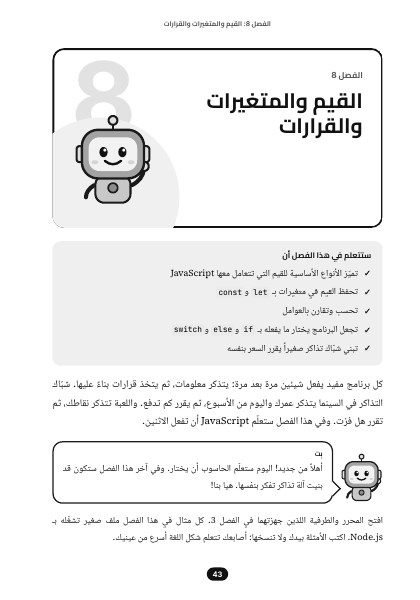 الفصل 8: القيم والمتغيرات والقرارات
8
الفصل 8
القيم والمتغيرات
والقرارات
ستتعلم في هذا الفصل أن
✓ تميّز الأنواع الأساسية للقيم التي تتعامل معها JavaScript
✓ تحفظ القيم في متغيرات بـ let و const
✓ تحسب وتقارن بالعوامل
✓ تجعل البرنامج يختار ما يفعله بـ if و else و switch
✓ تبني شبّاك تذاكر صغيراً يقرر السعر بنفسه
كل برنامج مفيد يفعل شيئين مرة بعد مرة: يتذكر معلومات، ثم يتخذ قرارات بناءً عليها. شبّاك
التذاكر في السينما يتذكر عمرك واليوم من الأسبوع، ثم يقرر كم تدفع. واللعبة تتذكر نقاطك، ثم
تقرر هل فزت. وفي هذا الفصل ستعلّم JavaScript أن تفعل الاثنين.
بت
أهلاً من جديد! اليوم ستعلّم الحاسوب أن يختار. وفي آخر هذا الفصل ستكون قد
بنيت آلة تذاكر تفكر بنفسها. هيا بنا!
افتح المحرر والطرفية اللذين جهزتهما في الفصل 3. كل مثال في هذا الفصل ملف صغير تشغّله بـ
Node.js. اكتب الأمثلة بيدك ولا تنسخها: أصابعك تتعلم شكل اللغة أسرع من عينيك.
43